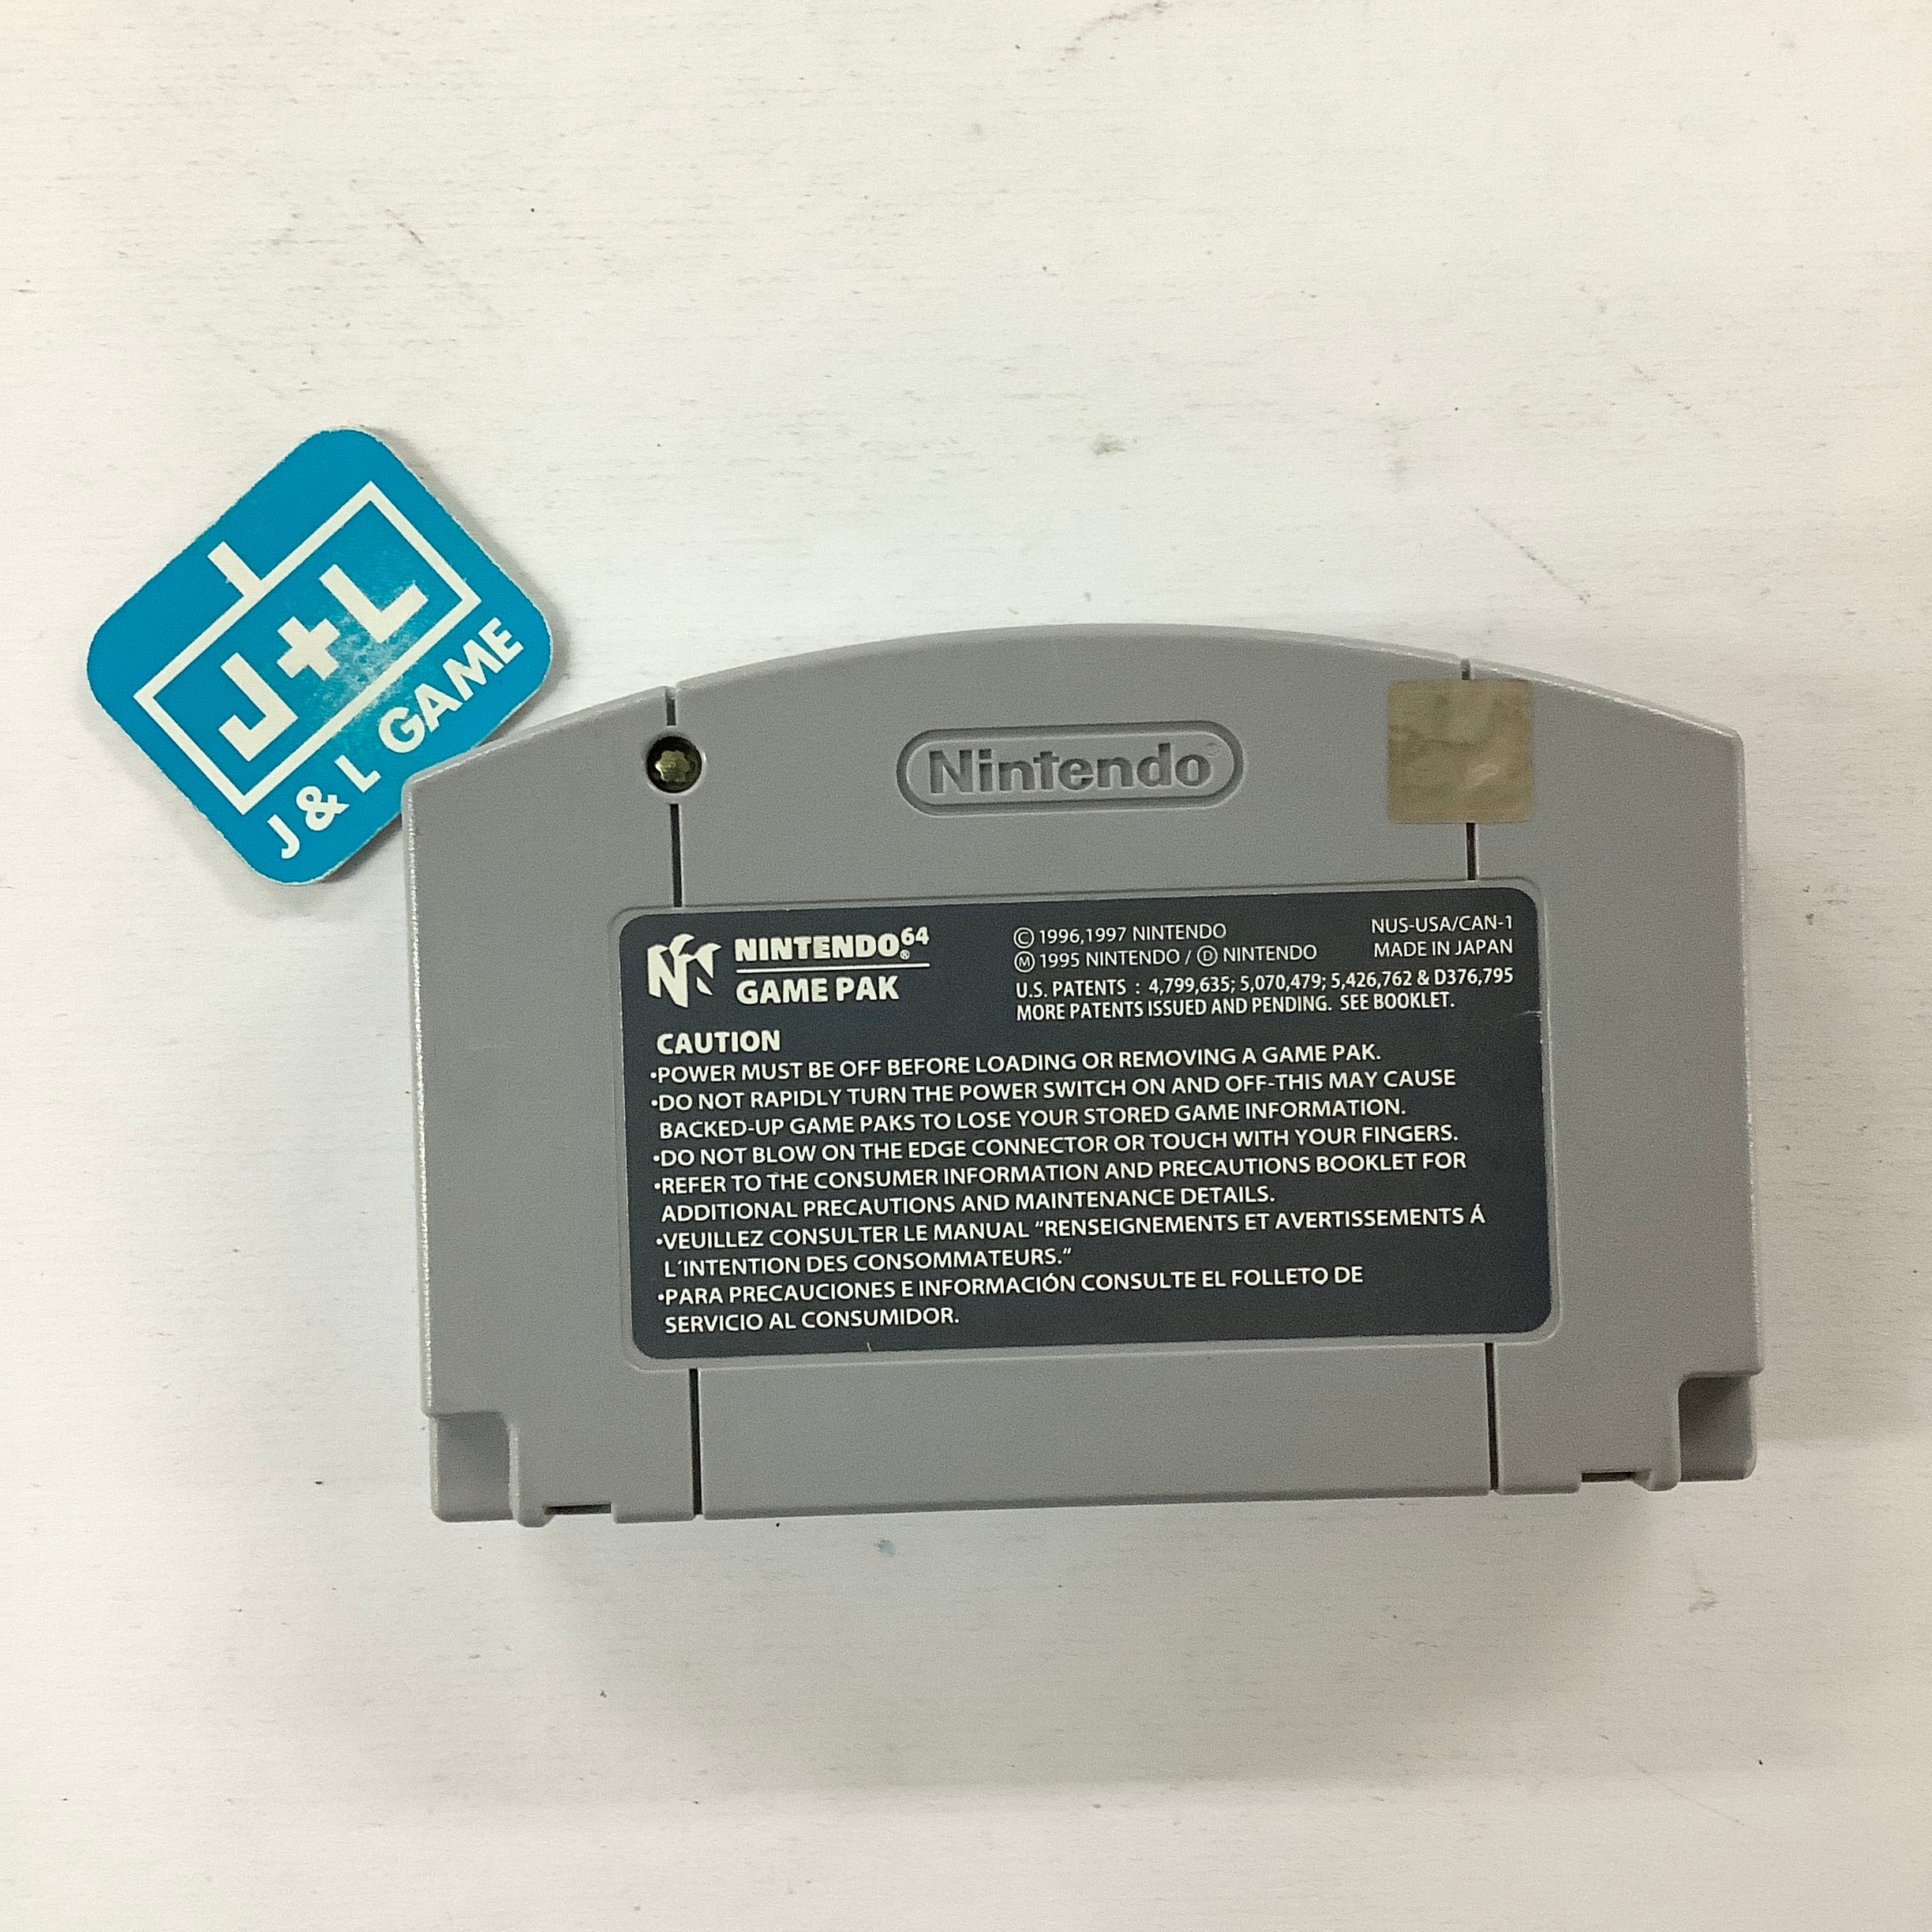 J+L
J & L GAME
Nintendo
NINTENDO64®
GAME PAK
© 1996,1997 NINTENDO
Ⓜ 1995 NINTENDO / Ⓓ NINTENDO
NUS-USA/CAN-1
MADE IN JAPAN
U.S. PATENTS : 4,799,635; 5,070,479; 5,426,762 & D376,795
MORE PATENTS ISSUED AND PENDING. SEE BOOKLET.
CAUTION
•POWER MUST BE OFF BEFORE LOADING OR REMOVING A GAME PAK.
•DO NOT RAPIDLY TURN THE POWER SWITCH ON AND OFF-THIS MAY CAUSE
BACKED-UP GAME PAKS TO LOSE YOUR STORED GAME INFORMATION.
•DO NOT BLOW ON THE EDGE CONNECTOR OR TOUCH WITH YOUR FINGERS.
•REFER TO THE CONSUMER INFORMATION AND PRECAUTIONS BOOKLET FOR
ADDITIONAL PRECAUTIONS AND MAINTENANCE DETAILS.
•VEUILLEZ CONSULTER LE MANUAL "RENSEIGNEMENTS ET AVERTISSEMENTS Á
L´INTENTION DES CONSOMMATEURS."
•PARA PRECAUCIONES E INFORMACIÓN CONSULTE EL FOLLETO DE
SERVICIO AL CONSUMIDOR.